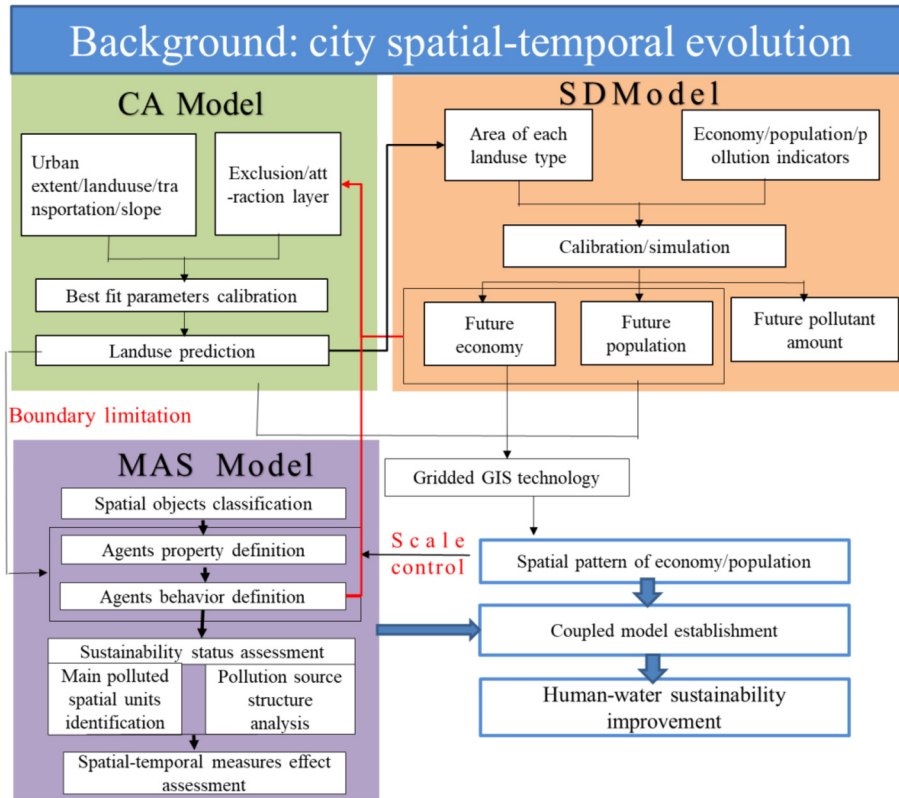 Background: city spatial-temporal evolution
CA Model
Urban
extent/landuuse/tra
nsportation/slope
Exclusion/att
-raction layer
Best fit parameters calibration
Landuse prediction
SDModel
Area of each
landuse type
Economy/population/p
ollution indicators
Calibration/simulation
Future
economy
Future
population
Future pollutant
amount
Boundary limitation
MAS Model
Spatial objects classification
Agents property definition
Agents behavior definition
Sustainability status assessment
Main polluted
spatial units
identification
Pollution source
structure
analysis
Spatial-temporal measures effect
assessment
Gridded GIS technology
Scale
control
Spatial pattern of economy/population
Coupled model establishment
Human-water sustainability
improvement